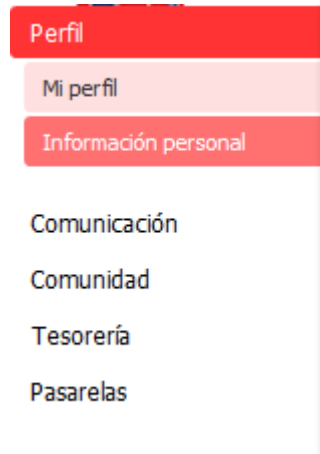 Perfil
Mi perfil
Información personal
Comunicación
Comunidad
Tesorería
Pasarelas